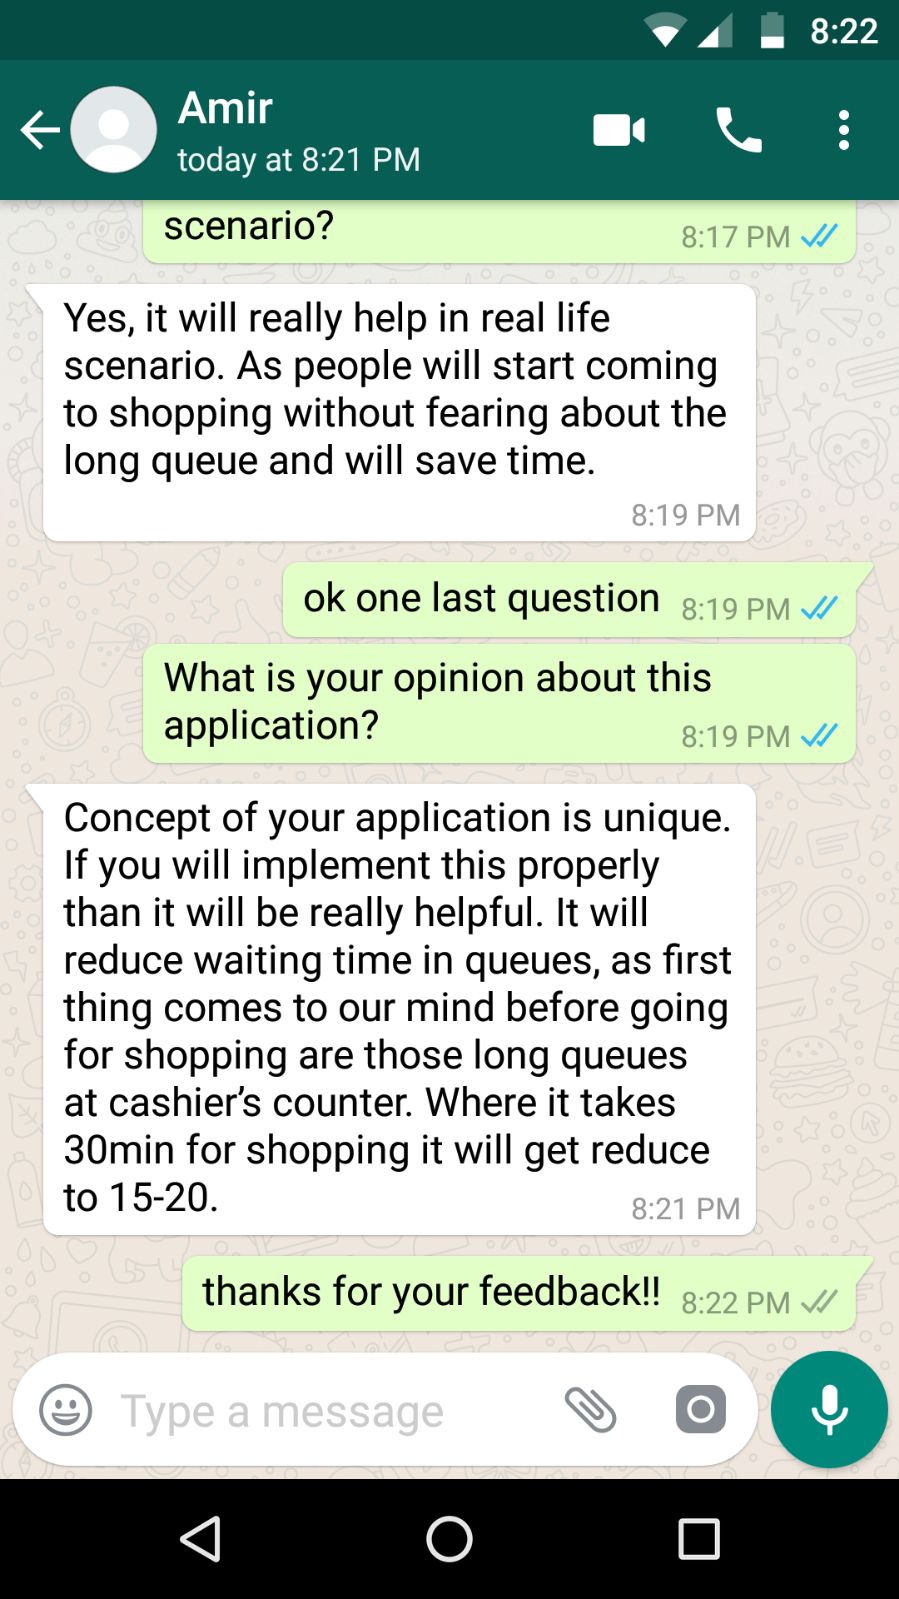 8:22
Amir
today at 8:21 PM
scenario?
8:17 PM
Yes, it will really help in real life
scenario. As people will start coming
to shopping without fearing about the
long queue and will save time.
8:19 PM
ok one last question 8:19 PM
What is your opinion about this
application?
8:19 PM
Concept of your application is unique.
If you will implement this properly
than it will be really helpful. It will
reduce waiting time in queues, as first
thing comes to our mind before going
for shopping are those long queues
at cashier’s counter. Where it takes
30min for shopping it will get reduce
to 15-20.
8:21 PM
thanks for your feedback!! 8:22 PM
Type a message